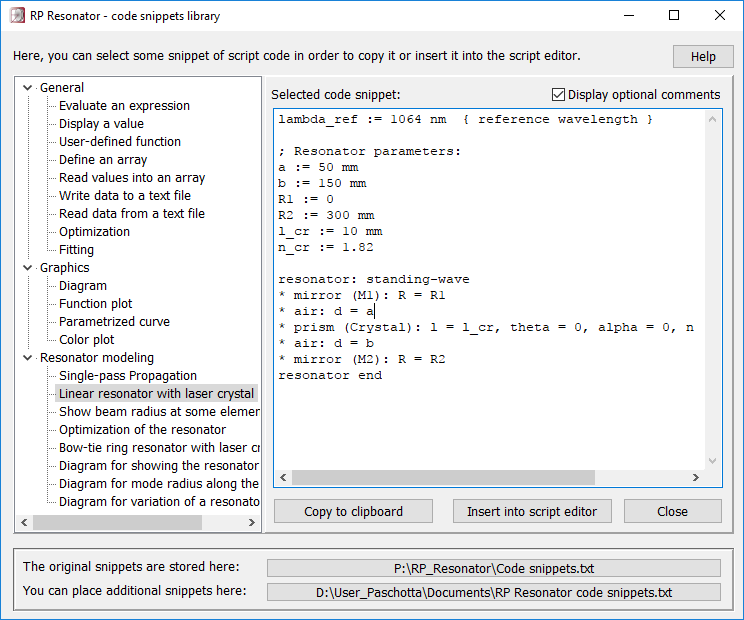 RP Resonator - code snippets library
Here, you can select some snippet of script code in order to copy it or insert it into the script editor.
Help
General
Evaluate an expression
Display a value
User-defined function
Define an array
Read values into an array
Write data to a text file
Read data from a text file
Optimization
Fitting
Graphics
Diagram
Function plot
Parametrized curve
Color plot
Resonator modeling
Single-pass Propagation
Linear resonator with laser crystal
Show beam radius at some elemen
Optimization of the resonator
Bow-tie ring resonator with laser cr
Diagram for showing the resonator
Diagram for mode radius along the
Diagram for variation of a resonato
Selected code snippet:
Display optional comments
lambda_ref := 1064 nm  { reference wavelength }
; Resonator parameters:
a := 50 mm
b := 150 mm
R1 := 0
R2 := 300 mm
l_cr := 10 mm
n_cr := 1.82
resonator: standing-wave
* mirror (M1): R = R1
* air: d = a
* prism (Crystal): l = l_cr, theta = 0, alpha = 0, n
* air: d = b
* mirror (M2): R = R2
resonator end
Copy to clipboard
Insert into script editor
Close
The original snippets are stored here:
P:\RP_Resonator\Code snippets.txt
You can place additional snippets here:
D:\User_Paschotta\Documents\RP Resonator code snippets.txt